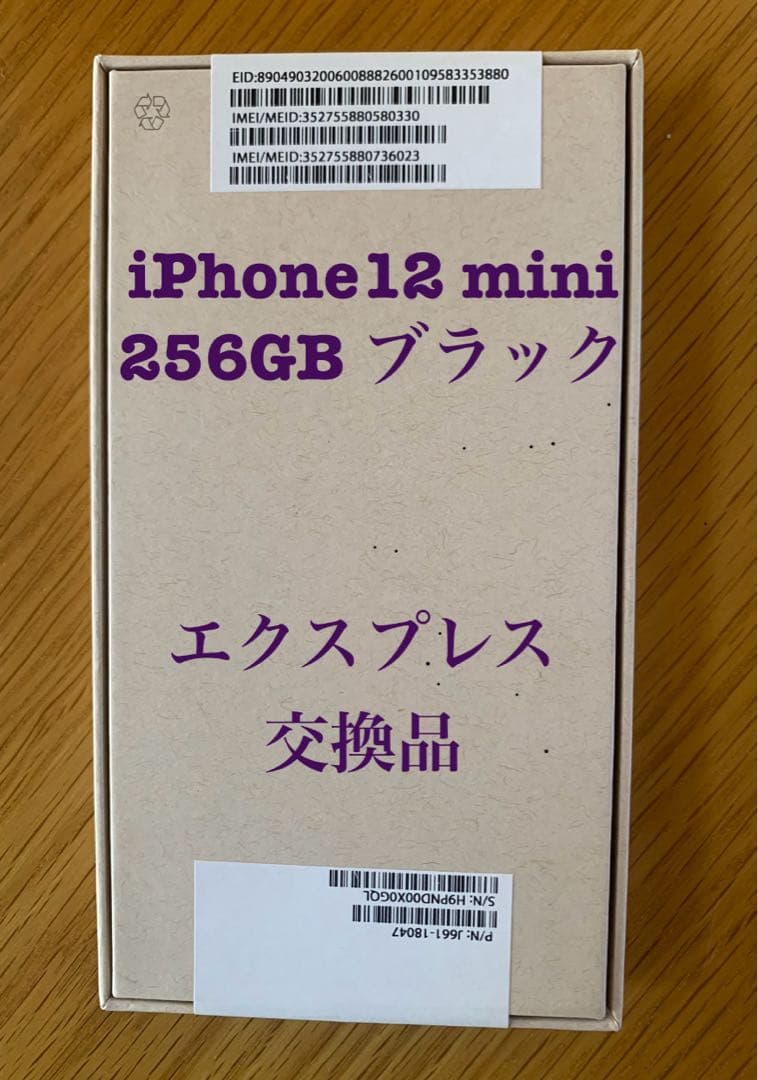 EID:89049032006008882600109583353880
IMEI/MEID:352755880580330
IMEI/MEID:352755880736023
iPhone12 mini
256GB ブラック
エクスプレス
交換品
S/N: H9PND00X0GQL
P/N: J661-18047